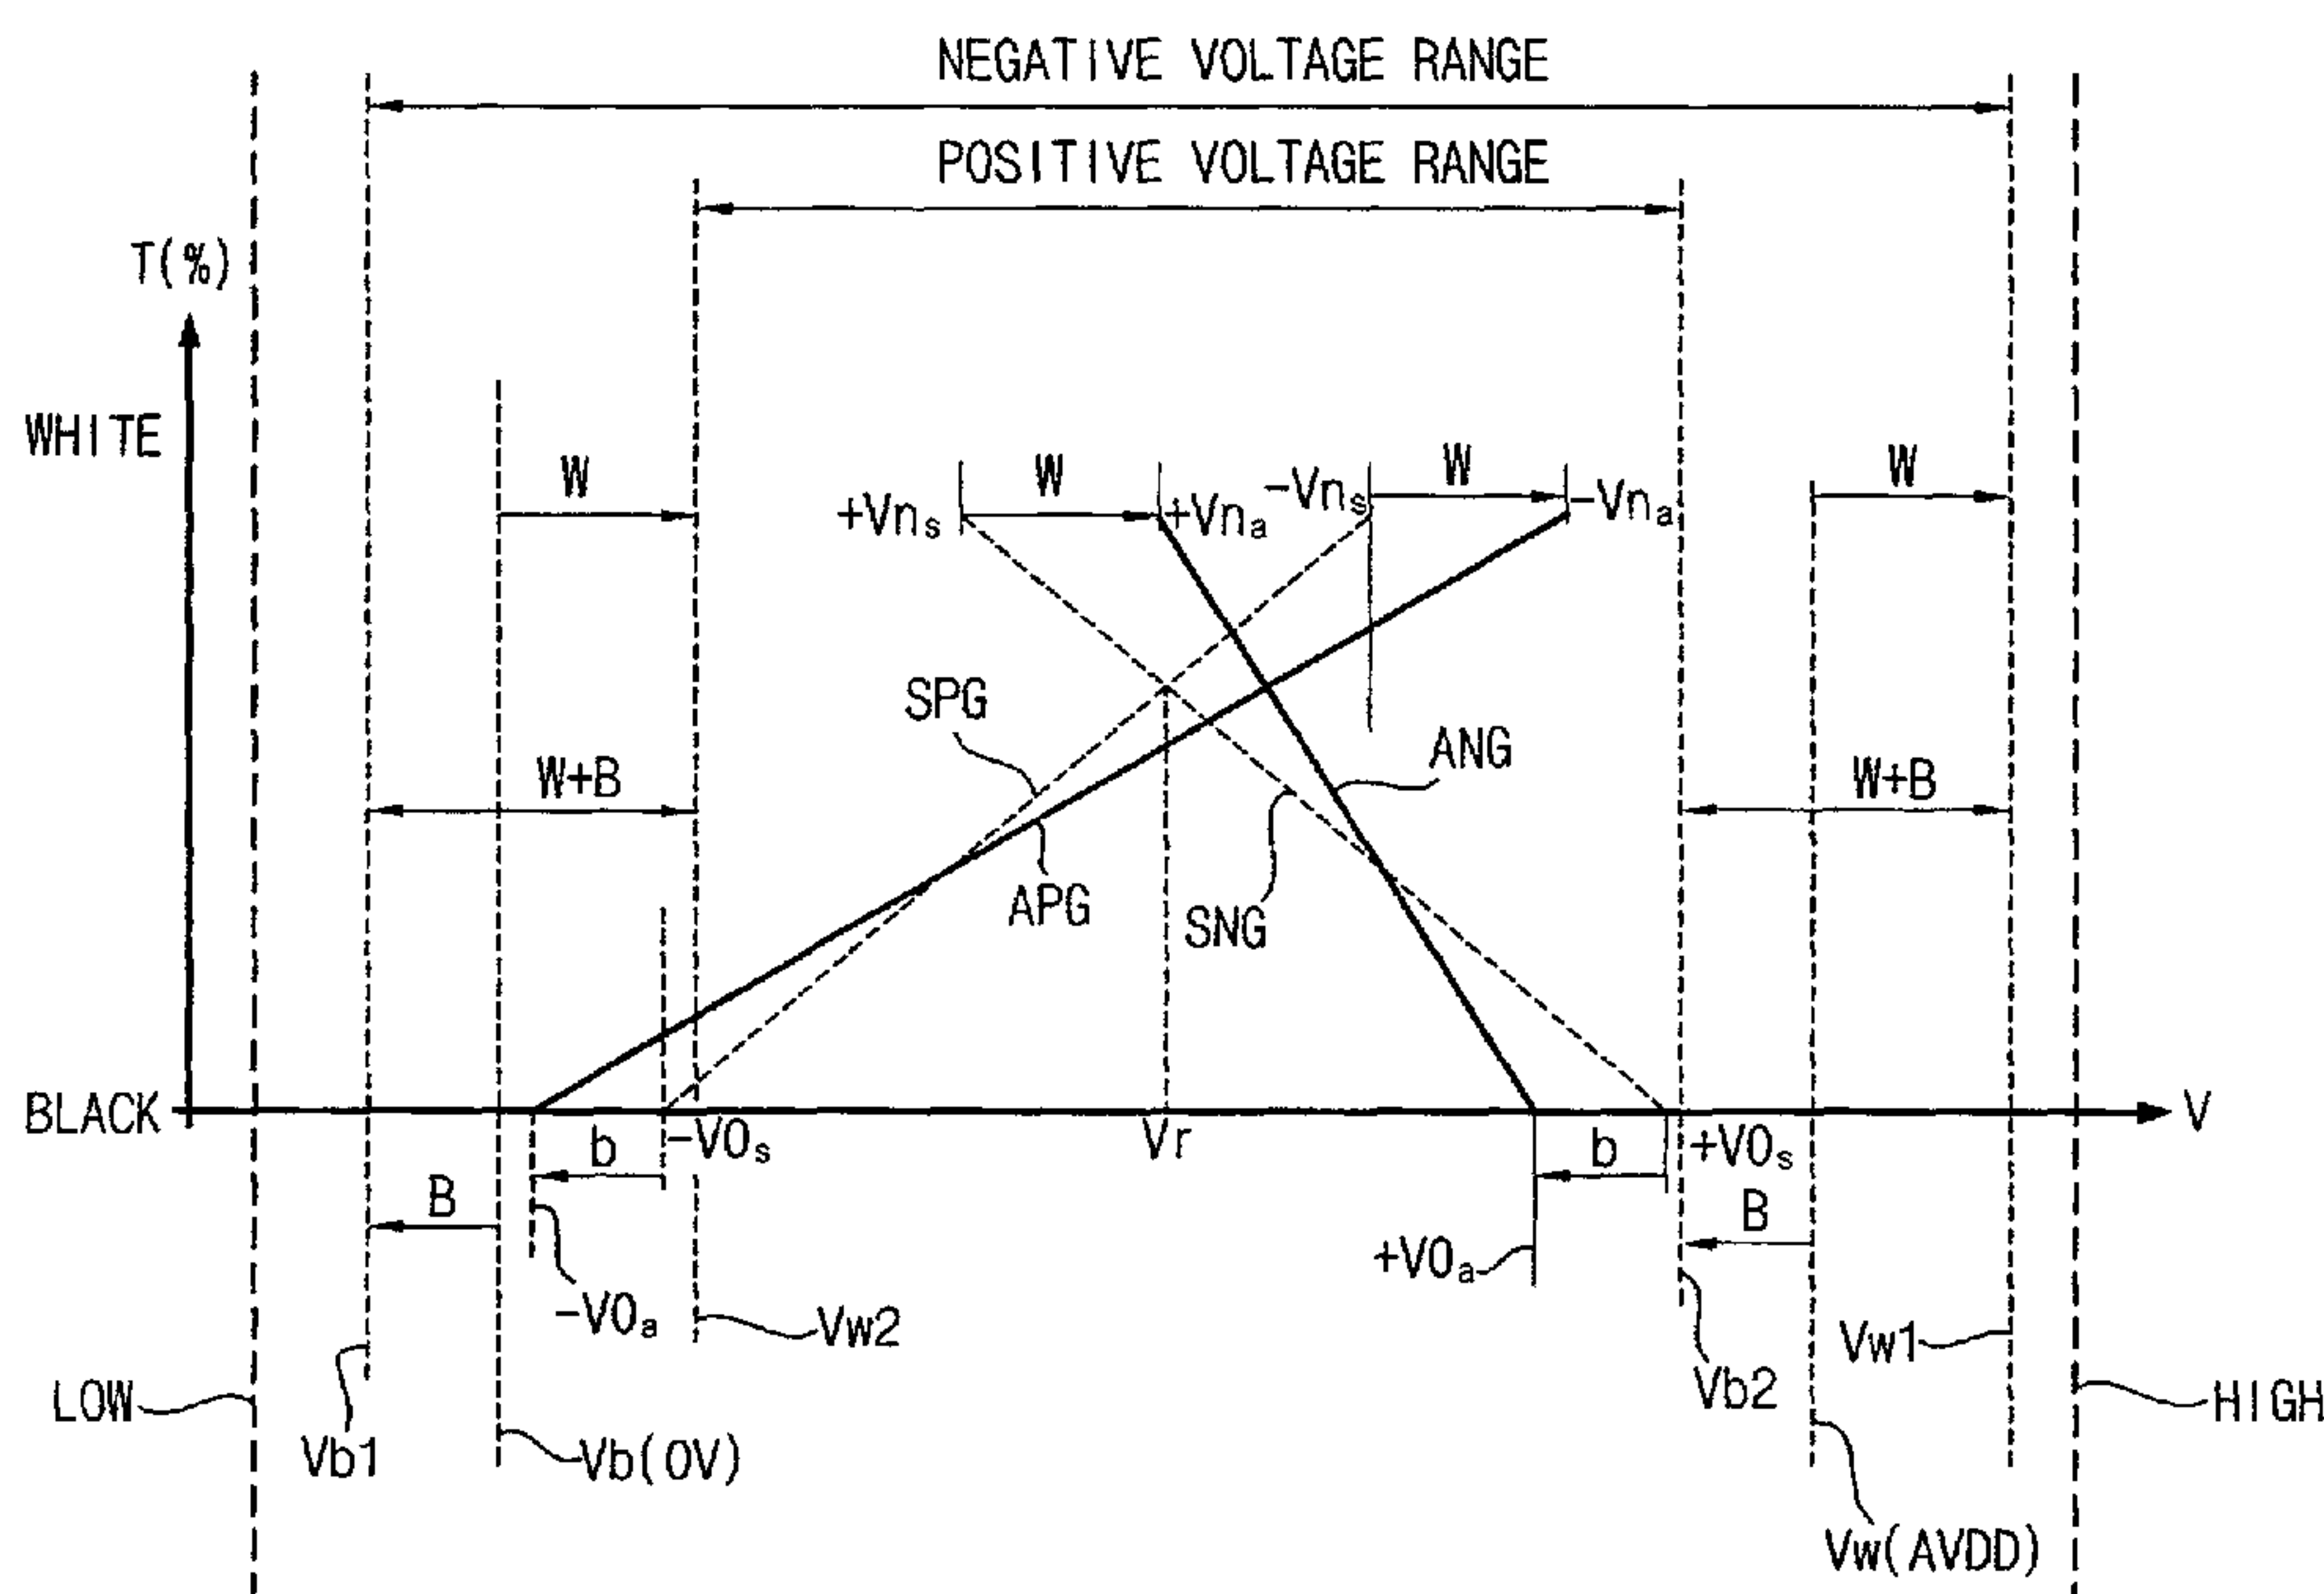 NEGATIVE VOLTAGE RANGE
POSITIVE VOLTAGE RANGE
T(%)
WHITE
W
+Vns
W
+Vna
-Vns
W
-Vna
W
SPG
ANG
W+B
W+B
APG
SNG
BLACK
b
-V0s
Vr
b
+V0s
V
B
B
-V0a
+V0a
Vw2
Vw1
LOW
Vb1
Vb(0V)
Vb2
HIGH
Vw(AVDD)